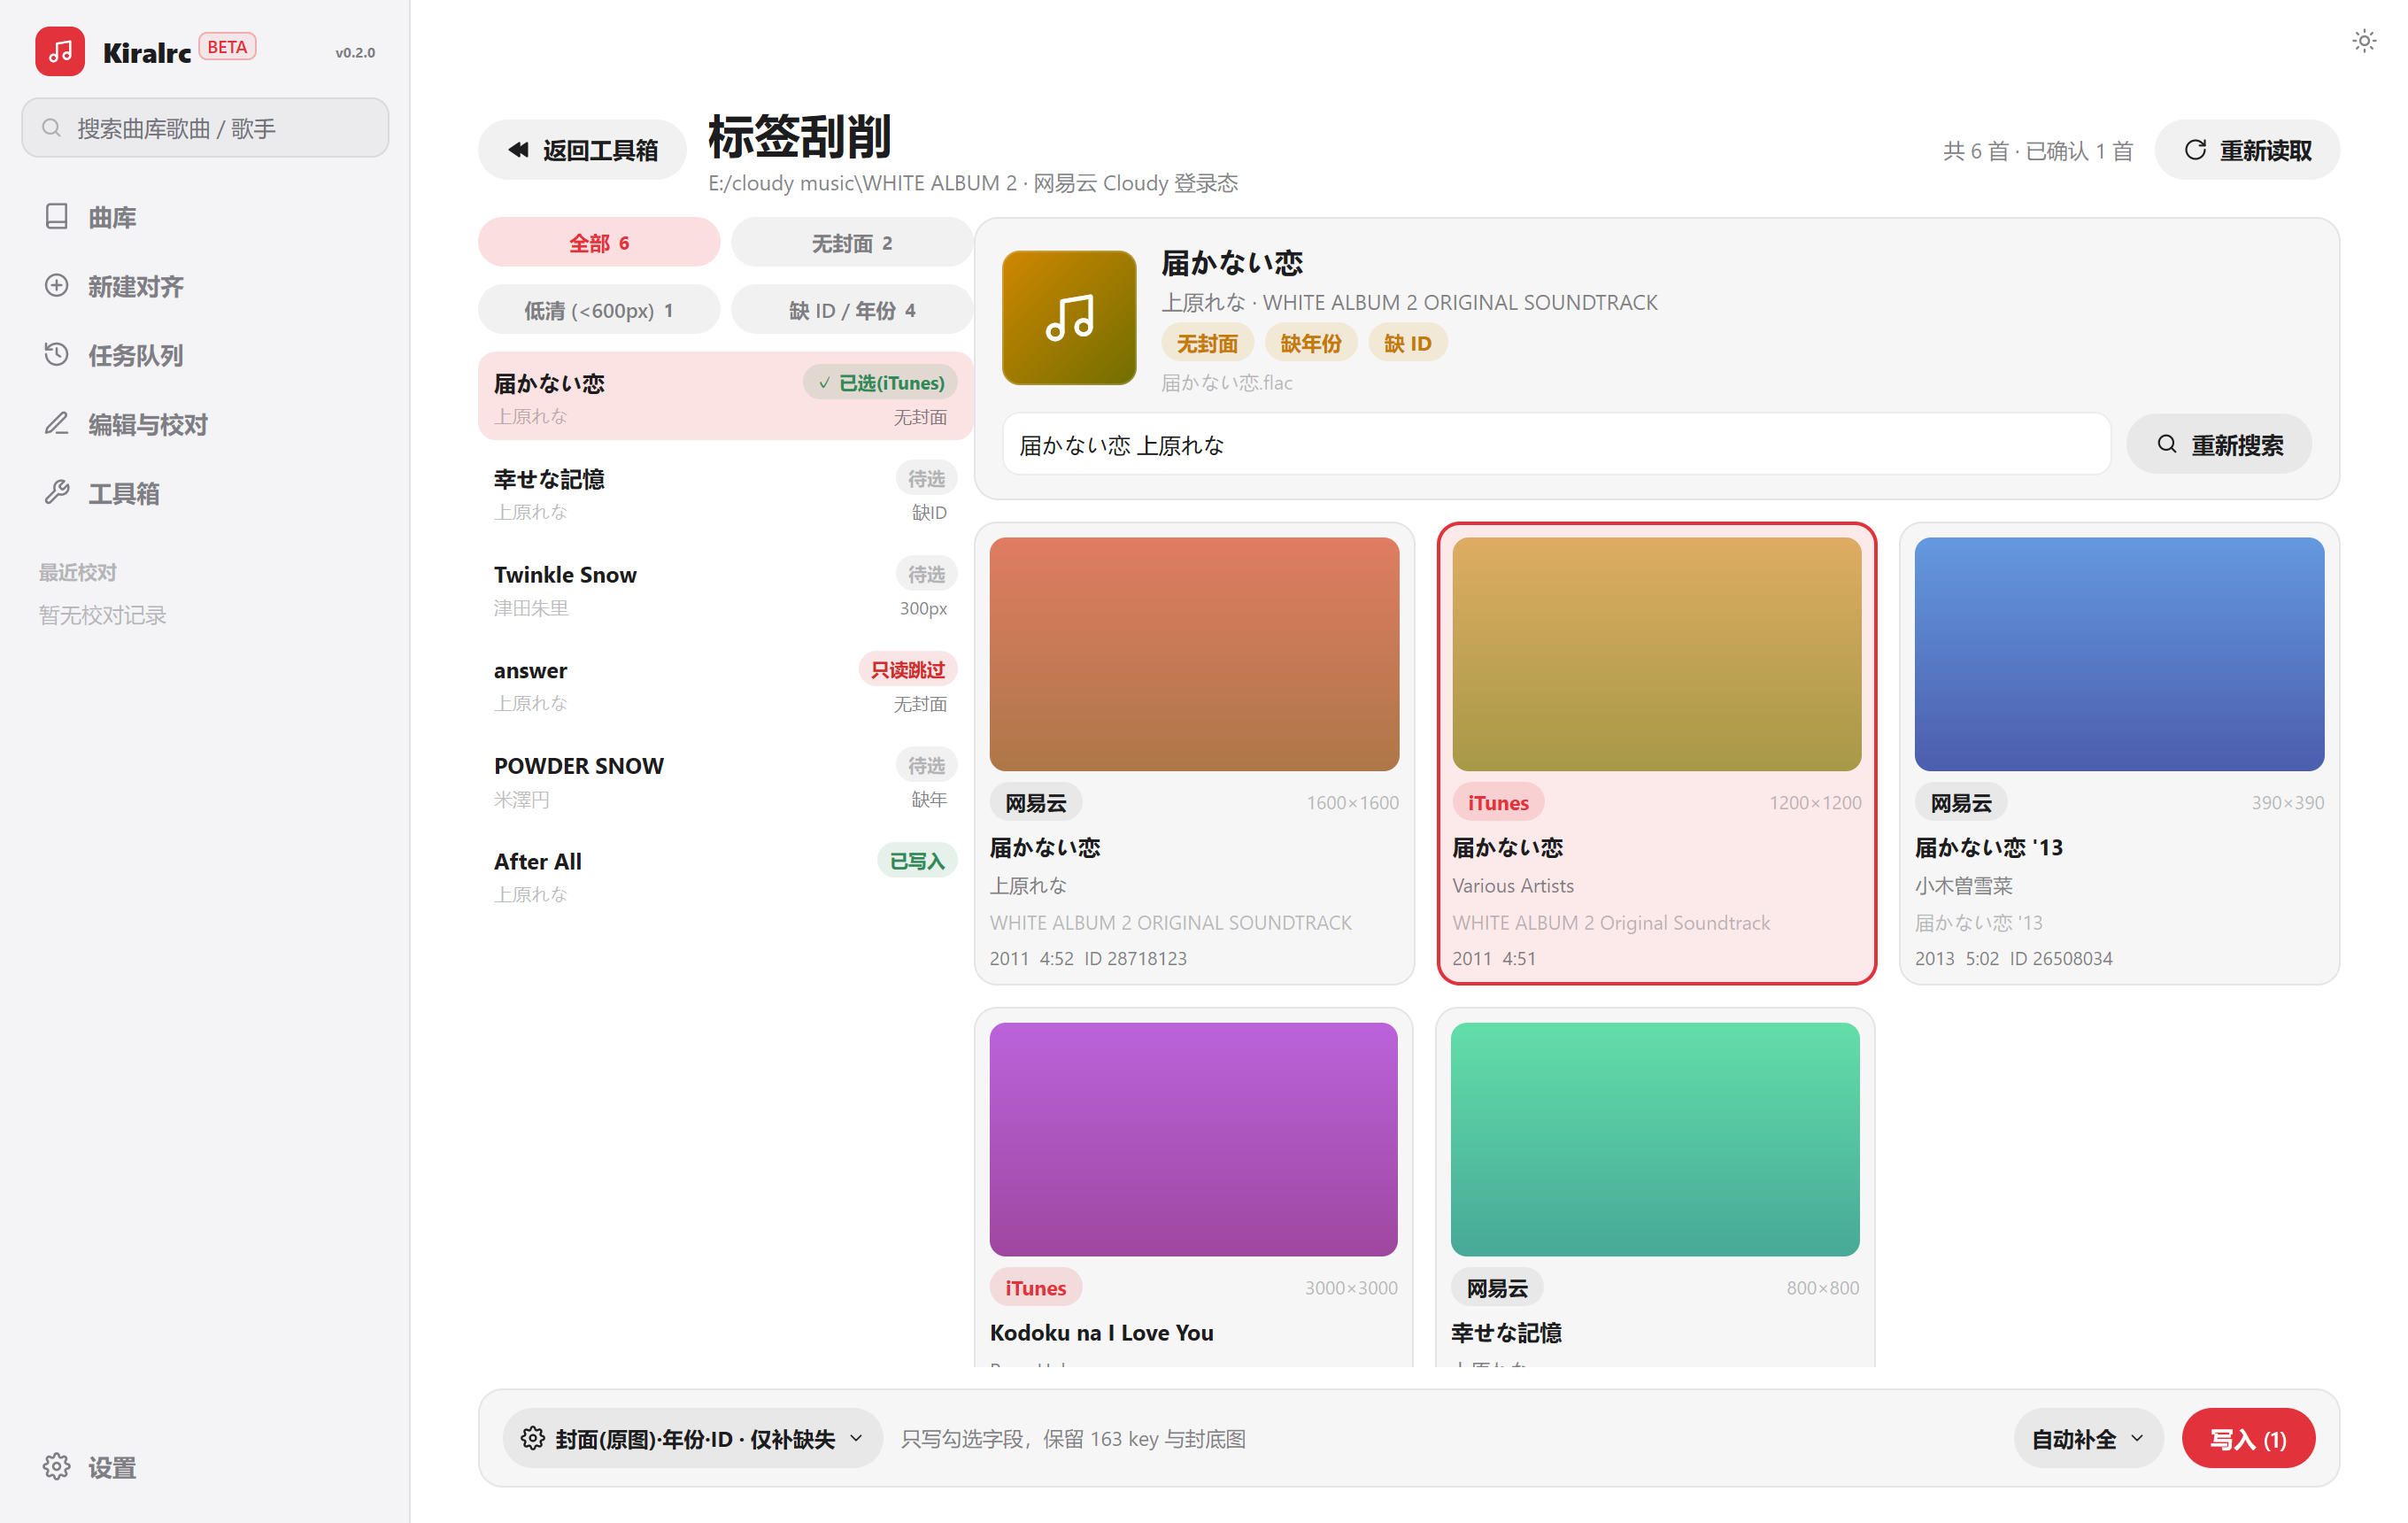 Kiralrc BETA v0.2.0
搜索曲库歌曲 / 歌手
曲库
新建对齐
任务队列
编辑与校对
工具箱
最近校对
暂无校对记录
设置
返回工具箱
标签刮削
E:/cloudy music\WHITE ALBUM 2 · 网易云 Cloudy 登录态
共 6 首 · 已确认 1 首
重新读取
全部 6
无封面 2
低清 (<600px) 1
缺 ID / 年份 4
届かない恋 ✓ 已选(iTunes)
上原れな 无封面
幸せな記憶 待选
上原れな 缺ID
Twinkle Snow 待选
津田朱里 300px
answer 只读跳过
上原れな 无封面
POWDER SNOW 待选
米澤円 缺年
After All 已写入
上原れな
届かない恋
上原れな · WHITE ALBUM 2 ORIGINAL SOUNDTRACK
无封面 缺年份 缺 ID
届かない恋.flac
届かない恋 上原れな
重新搜索
网易云 1600×1600
届かない恋
上原れな
WHITE ALBUM 2 ORIGINAL SOUNDTRACK
2011 4:52 ID 28718123
iTunes 1200×1200
届かない恋
Various Artists
WHITE ALBUM 2 Original Soundtrack
2011 4:51
网易云 390×390
届かない恋 '13
小木曽雪菜
届かない恋 '13
2013 5:02 ID 26508034
iTunes 3000×3000
Kodoku na I Love You
网易云 800×800
幸せな記憶
封面(原图)·年份·ID · 仅补缺失
只写勾选字段，保留 163 key 与封底图
自动补全
写入 (1)